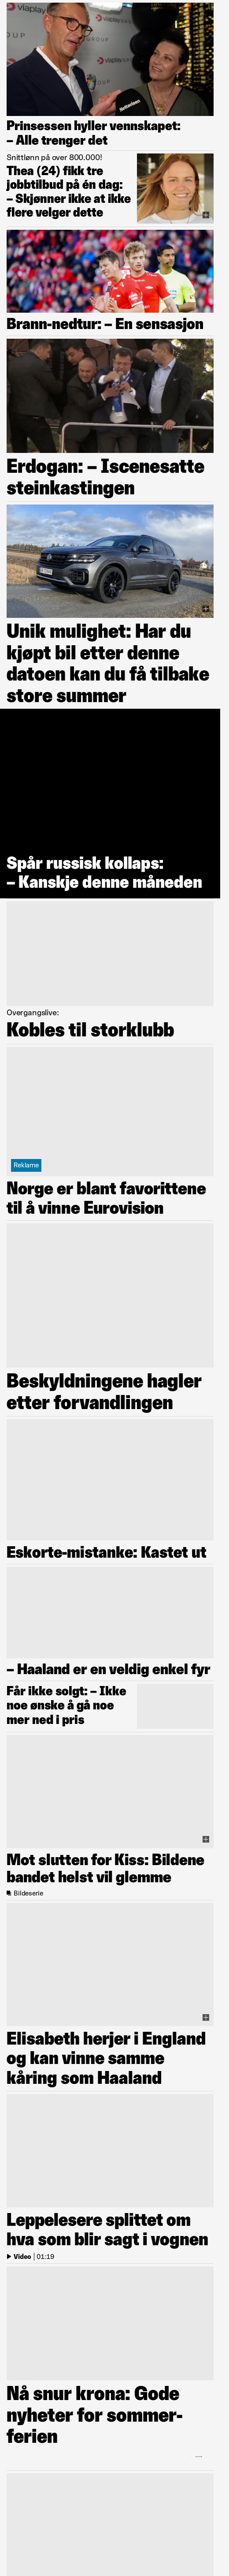 viaplay
GROUP
viaplay
GROUP
Prinsessen hyller vennskapet:
– Alle trenger det
Snittlønn på over 800.000!
Thea (24) fikk tre
jobbtilbud på én dag:
– Skjønner ikke at ikke
flere velger dette
Brann-nedtur: – En sensasjon
Erdogan: – Iscenesatte
steinkastingen
Unik mulighet: Har du
kjøpt bil etter denne
datoen kan du få tilbake
store summer
Spår russisk kollaps:
– Kanskje denne måneden
Overgangslive:
Kobles til storklubb
Reklame
Norge er blant favorittene
til å vinne Eurovision
Beskyldningene hagler
etter forvandlingen
Eskorte-mistanke: Kastet ut
– Haaland er en veldig enkel fyr
Får ikke solgt: – Ikke
noe ønske å gå noe
mer ned i pris
Mot slutten for Kiss: Bildene
bandet helst vil glemme
Bildeserie
Elisabeth herjer i England
og kan vinne samme
kåring som Haaland
Leppelesere splittet om
hva som blir sagt i vognen
Video | 01:19
Nå snur krona: Gode
nyheter for sommer-
ferien